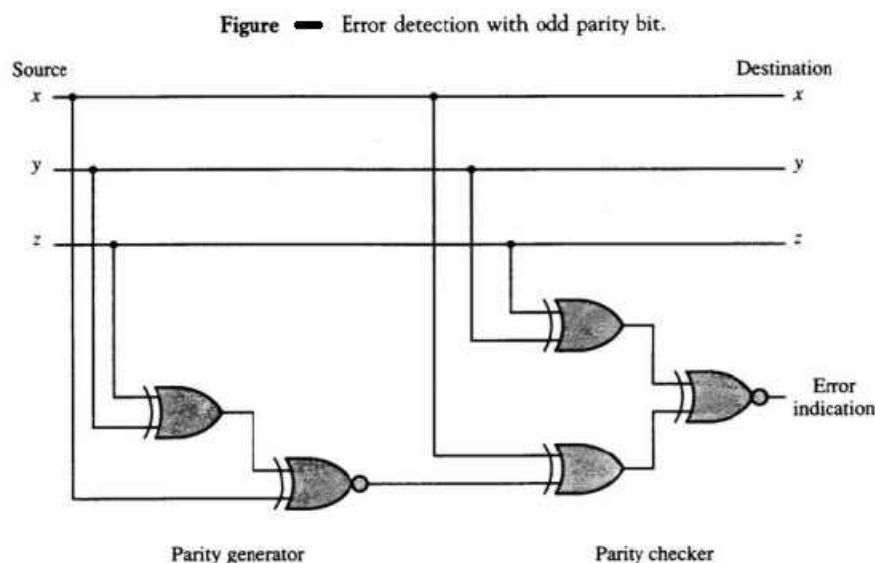 Figure Error detection with odd parity bit.
Source
Destination
x
x
y
y
z
z
Error
indication
Parity generator
Parity checker